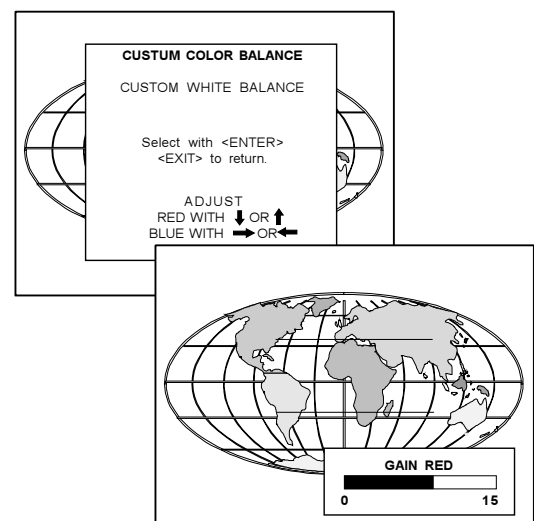 CUSTUM COLOR BALANCE
CUSTOM WHITE BALANCE
Select with <ENTER>
<EXIT> to return.
ADJUST
RED WITH ⬇ OR ⬆
BLUE WITH ➡ OR ⬅
GAIN RED
0 15